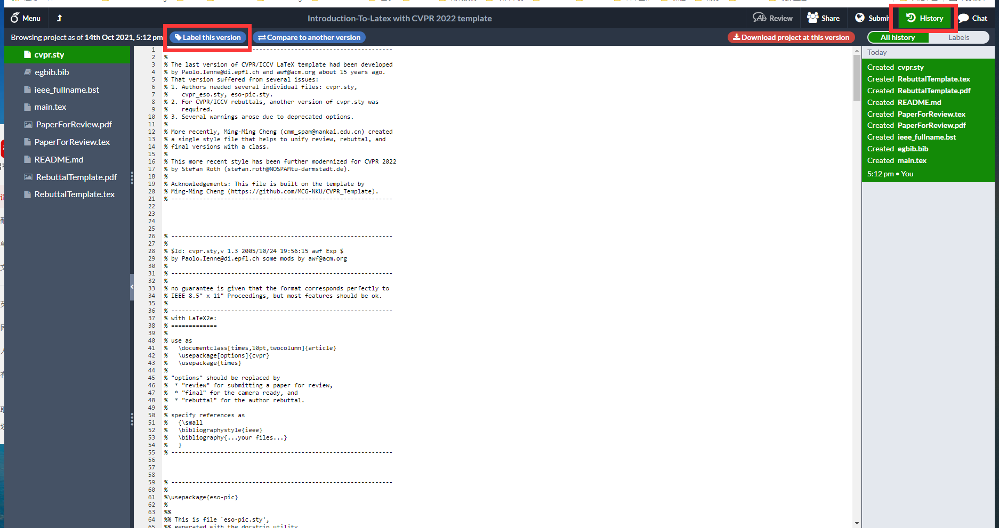 Menu
Introduction-To-Latex with CVPR 2022 template
Review
Share
Submit
History
Chat
Browsing project as of 14th Oct 2021, 5:12 pm
Label this version
Compare to another version
Download project at this version
All history
Labels
cvpr.sty
egbib.bib
ieee_fullname.bst
main.tex
PaperForReview.pdf
PaperForReview.tex
README.md
RebuttalTemplate.pdf
RebuttalTemplate.tex
1
2 %
3 % The last version of CVPR/ICCV LaTeX template had been developed
4 % by Paolo.Ienne@di.epfl.ch and awf@acm.org about 15 years ago.
5 % That version suffered from several issues:
6 % 1. Authors needed several individual files: cvpr.sty,
7 %    cvpr_eso.sty, eso-pic.sty.
8 % 2. For CVPR/ICCV rebuttals, another version of cvpr.sty was
9 %    required.
10 % 3. Several warnings arose due to deprecated options.
11 %
12 % More recently, Ming-Ming Cheng (cmm_spam@nankai.edu.cn) created
13 % a single style file that helps to unify review, rebuttal, and
14 % final versions with a class.
15 %
16 % This more recent style has been further modernized for CVPR 2022
17 % by Stefan Roth (stefan.roth@NOSPAMtu-darmstadt.de).
18 %
19 % Acknowledgements: This file is built on the template by
20 % Ming-Ming Cheng (https://github.com/MCG-NKU/CVPR_Template).
21 % ---------------------------------------------------------------
22
23
24
25
26 % ---------------------------------------------------------------
27 %
28 % $Id: cvpr.sty,v 1.3 2005/10/24 19:56:15 awf Exp $
29 % by Paolo.Ienne@di.epfl.ch some mods by awf@acm.org
30 %
31 % ---------------------------------------------------------------
32 %
33 % no guarantee is given that the format corresponds perfectly to
34 % IEEE 8.5" x 11" Proceedings, but most features should be ok.
35 %
36 % ---------------------------------------------------------------
37 % with LaTeX2e:
38 % =============
39 %
40 % use as
41 %   \documentclass[times,10pt,twocolumn]{article}
42 %   \usepackage[options]{cvpr}
43 %   \usepackage{times}
44 %
45 % "options" should be replaced by
46 %  * "review" for submitting a paper for review,
47 %  * "final" for the camera ready, and
48 %  * "rebuttal" for the author rebuttal.
49 %
50 % specify references as
51 %   {\small
52 %   \bibliographystyle{ieee}
53 %   \bibliography{...your files...}
54 %   }
55 % ---------------------------------------------------------------
56
57
58
59 % ---------------------------------------------------------------
60 %
61 %\usepackage{eso-pic}
62 %
63 %%
64 %% This is file `eso-pic.sty',
65 %% generated with the docstrip utility
Today
Created cvpr.sty
Created RebuttalTemplate.tex
Created RebuttalTemplate.pdf
Created README.md
Created PaperForReview.tex
Created PaperForReview.pdf
Created ieee_fullname.bst
Created egbib.bib
Created main.tex
5:12 pm • You